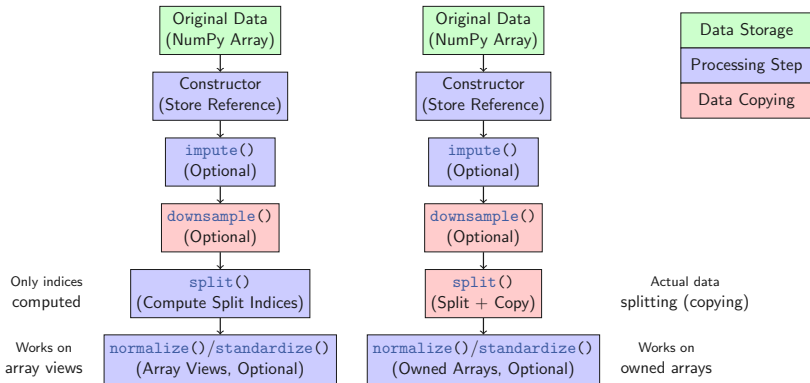 Original Data
(NumPy Array)
Constructor
(Store Reference)
impute()
(Optional)
downsample()
(Optional)
Only indices
computed
split()
(Compute Split Indices)
Works on
array views
normalize()/standardize()
(Array Views, Optional)
Original Data
(NumPy Array)
Constructor
(Store Reference)
impute()
(Optional)
downsample()
(Optional)
split()
(Split + Copy)
Actual data
splitting (copying)
normalize()/standardize()
(Owned Arrays, Optional)
Works on
owned arrays
Data Storage
Processing Step
Data Copying